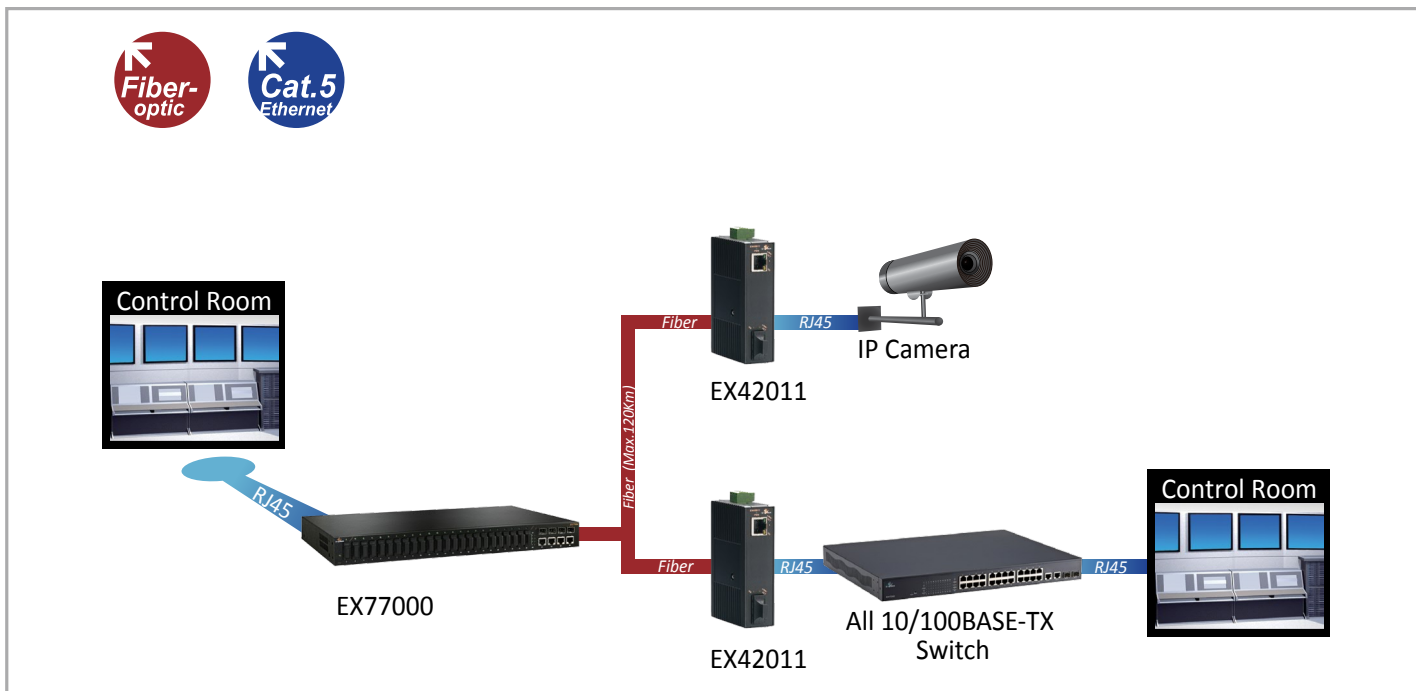 Fiber-
optic
Cat.5
Ethernet
Control Room
RJ45
EX77000
Fiber (Max.120Km)
Fiber
EX42011
RJ45
IP Camera
Fiber
EX42011
RJ45
All 10/100BASE-TX
Switch
RJ45
Control Room